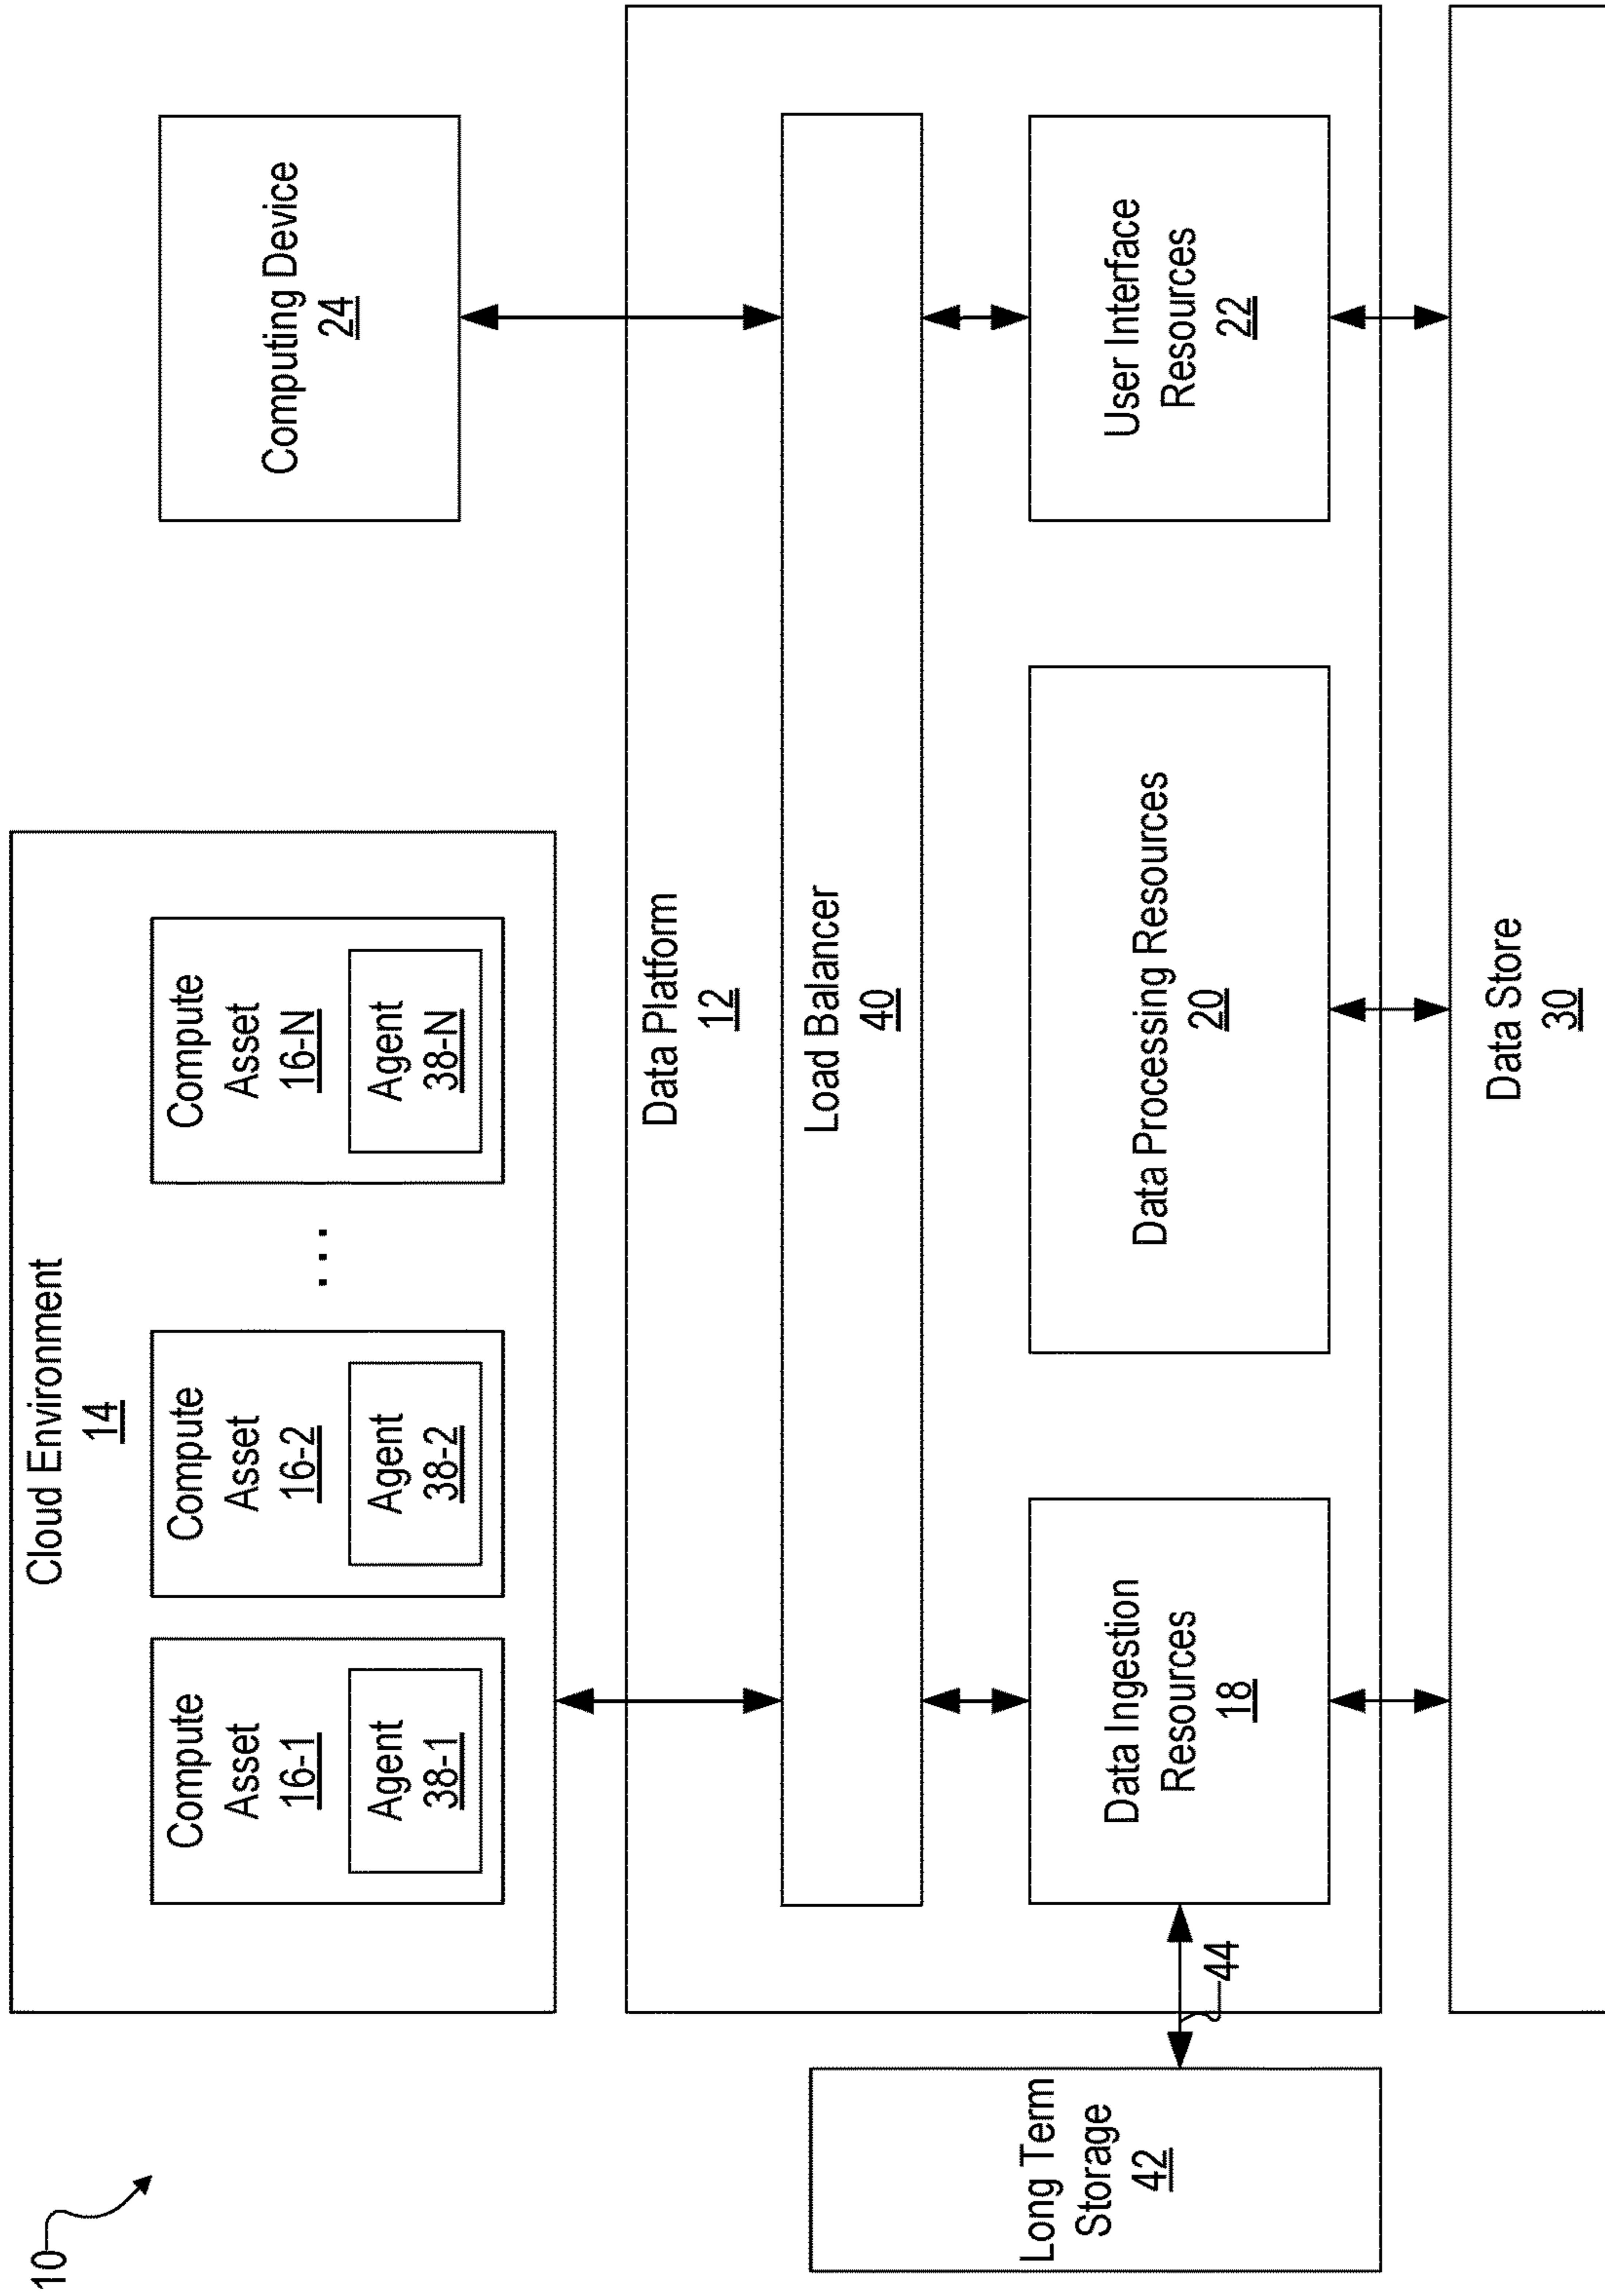 10
Cloud Environment
14
Compute
Asset
16-1
Agent
38-1
Compute
Asset
16-2
Agent
38-2
...
Compute
Asset
16-N
Agent
38-N
Computing Device
24
Data Platform
12
Load Balancer
40
Long Term
Storage
42
44
Data Ingestion
Resources
18
Data Processing Resources
20
User Interface
Resources
22
Data Store
30